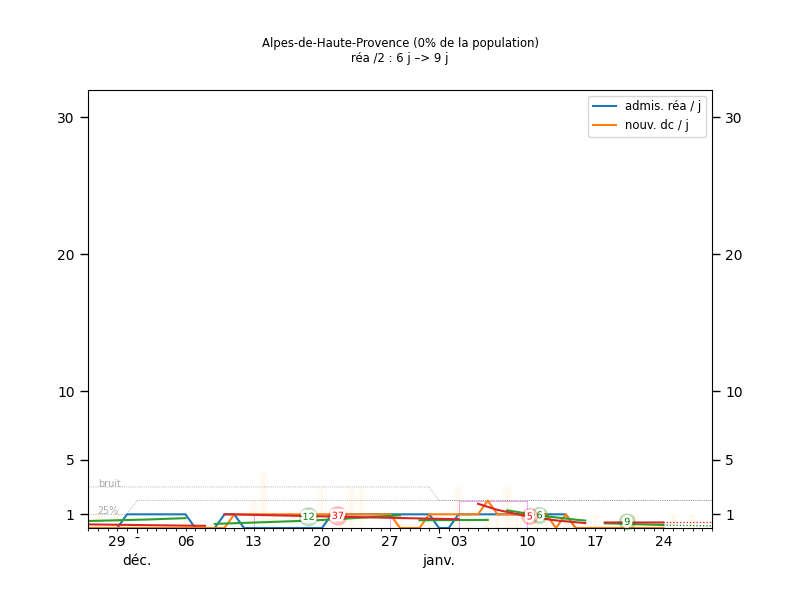 Alpes-de-Haute-Provence (0% de la population)
réa /2 : 6 j –> 9 j
admis. réa / j
nouv. dc / j
30 30
20 20
10 10
5 5
1 1
bruit
25%
12 37 5 6 9
29 - 06 13 20 27 - 03 10 17 24
déc. janv.